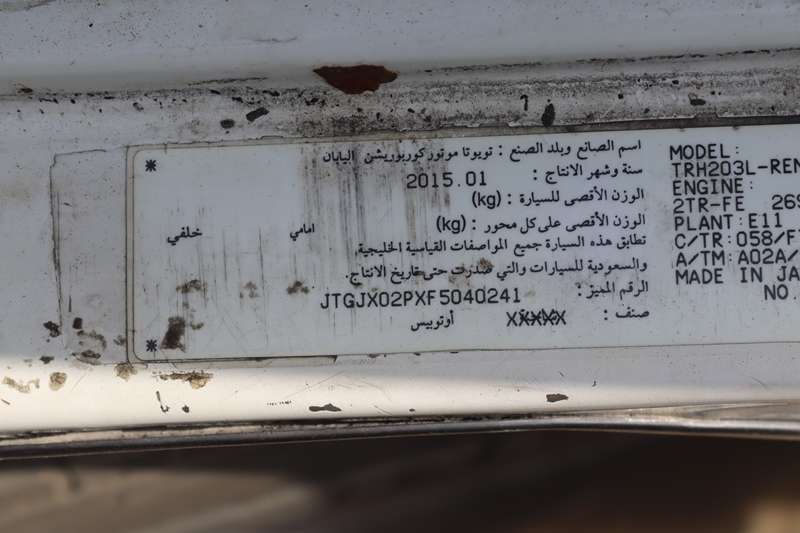 اسم الصانع وبلد الصنع : تويوتا موتور كوربوريشن اليابان
سنة وشهر الانتاج : 2015.01
الوزن الأقصى للسيارة : (kg)
الوزن الأقصى على كل محور : (kg) امامي خلفي
تطابق هذه السيارة جميع المواصفات القياسية الخليجية
والسعودية للسيارات والتي صدرت حتى تاريخ الانتاج.
الرقم المميز : JTGJX02PXF5040241
صنف : XXXXX أوتوبيس
MODEL:
TRH203L-REM
ENGINE:
2TR-FE 269
PLANT: E11
C/TR: 058/F
A/TM: A02A/
MADE IN JA
NO.